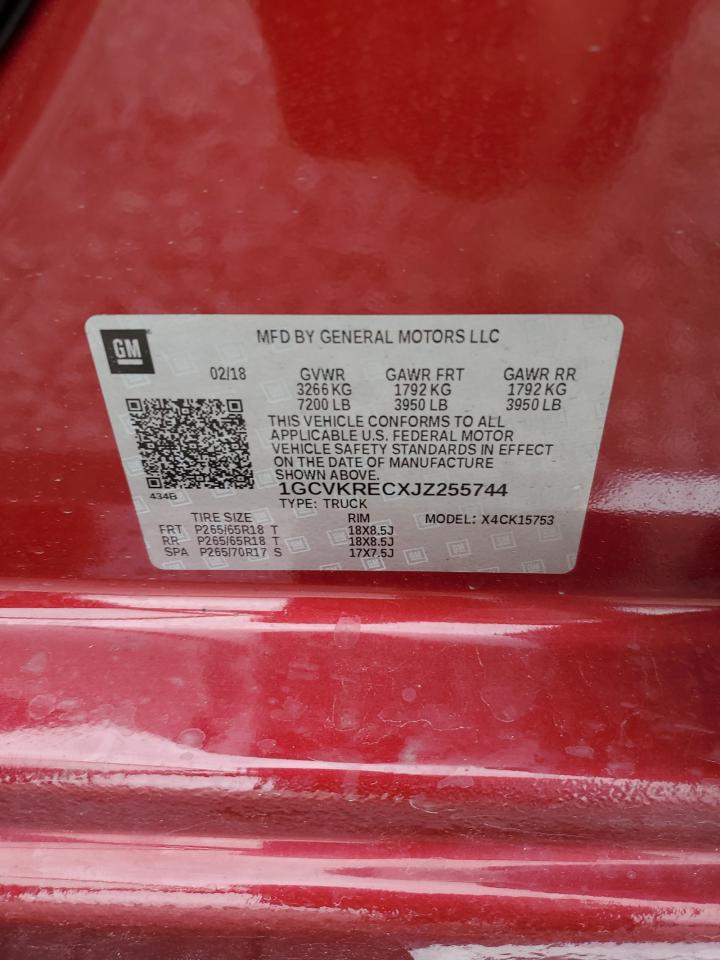 GM
MFD BY GENERAL MOTORS LLC
02/18 GVWR GAWR FRT GAWR RR
3266 KG 1792 KG 1792 KG
7200 LB 3950 LB 3950 LB
THIS VEHICLE CONFORMS TO ALL
APPLICABLE U.S. FEDERAL MOTOR
VEHICLE SAFETY STANDARDS IN EFFECT
ON THE DATE OF MANUFACTURE
SHOWN ABOVE.
434B
1GCVKRECXJZ255744
TYPE: TRUCK
TIRE SIZE RIM MODEL: X4CK15753
FRT P265/65R18 T 18X8.5J
RR P265/65R18 T 18X8.5J
SPA P265/70R17 S 17X7.5J